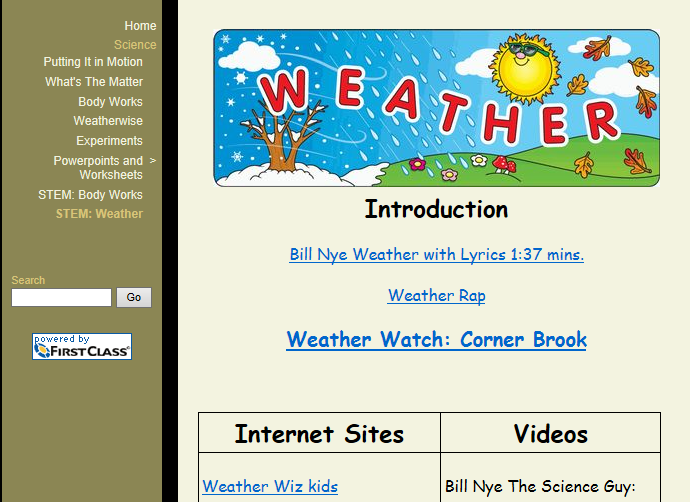 Home
Science
Putting It in Motion
What's The Matter
Body Works
Weatherwise
Experiments
Powerpoints and >
Worksheets
STEM: Body Works
STEM: Weather
Search
Go
powered by
FIRSTCLASS®
WEATHER
Introduction
Bill Nye Weather with Lyrics 1:37 mins.
Weather Rap
Weather Watch: Corner Brook
Internet Sites
Videos
Weather Wiz kids
Bill Nye The Science Guy: